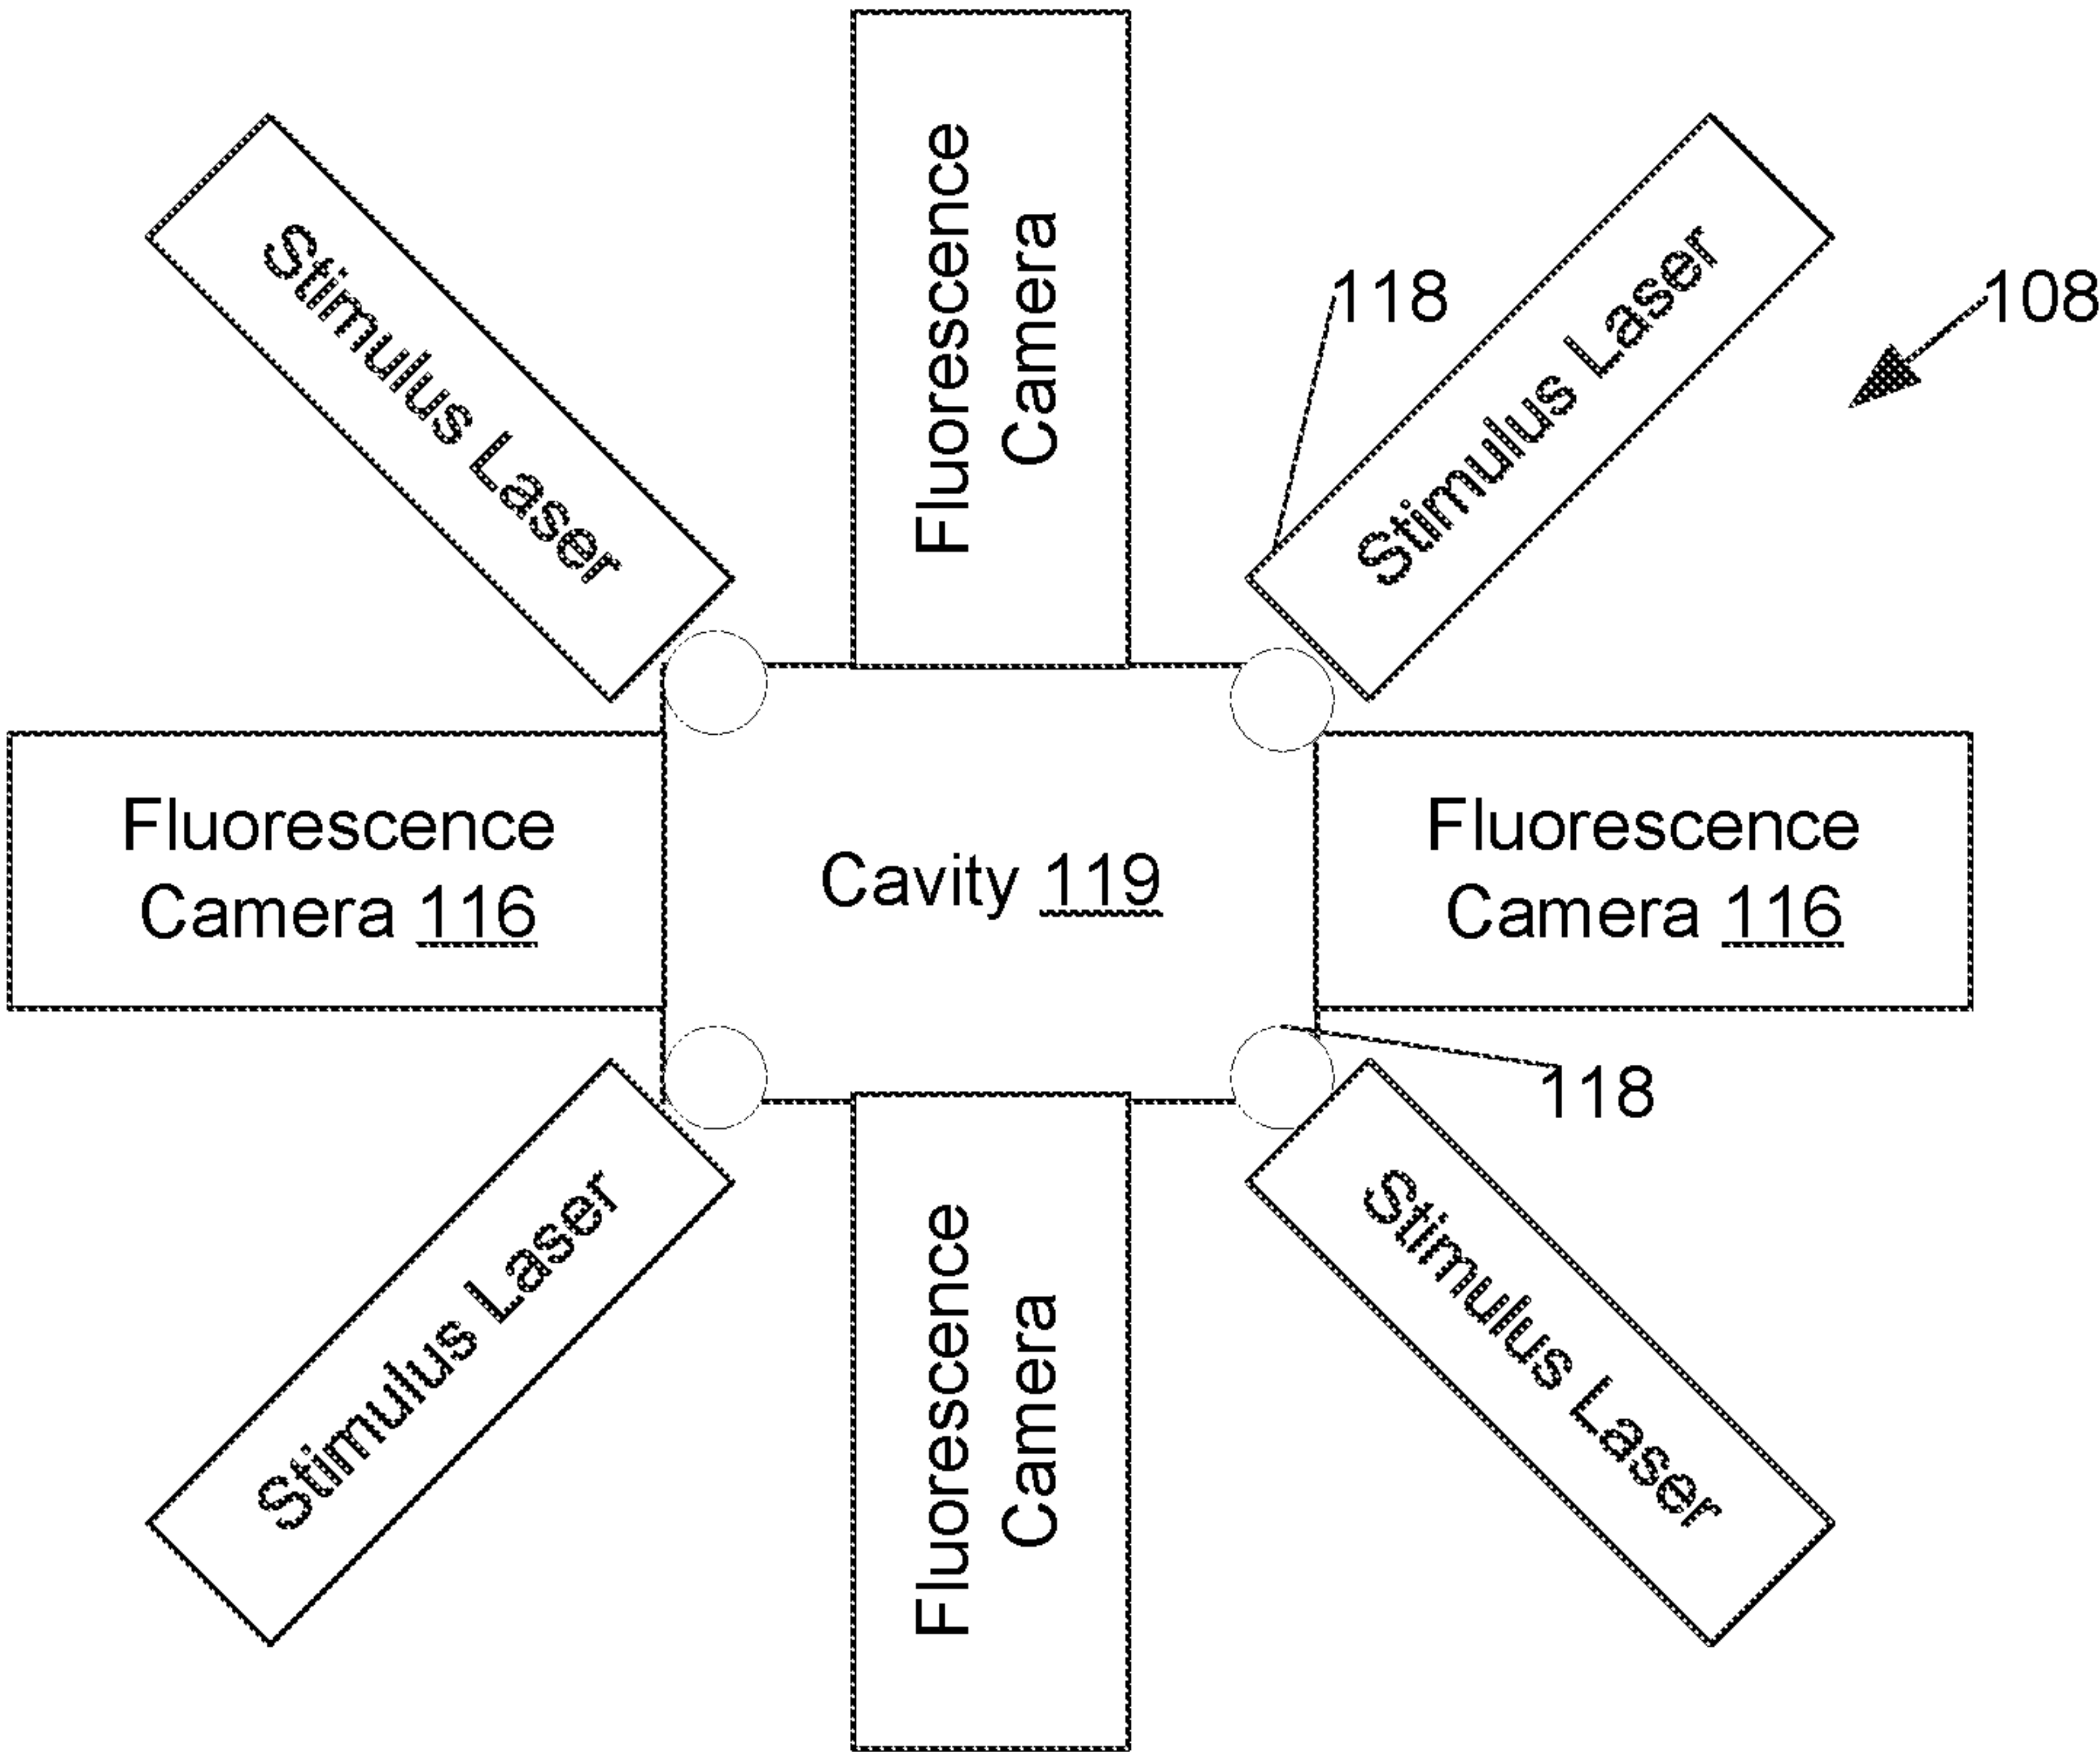 Fluorescence
Camera
Stimulus Laser
118
Stimulus Laser
108
Fluorescence
Camera 116
Cavity 119
Fluorescence
Camera 116
118
Stimulus Laser
Fluorescence
Camera
Stimulus Laser